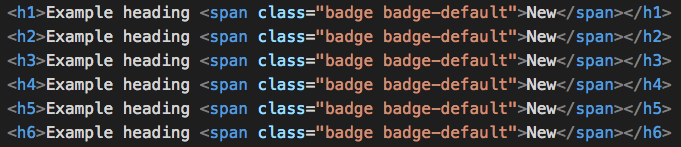 <h1>Example heading <span class="badge badge-default">New</span></h1>
<h2>Example heading <span class="badge badge-default">New</span></h2>
<h3>Example heading <span class="badge badge-default">New</span></h3>
<h4>Example heading <span class="badge badge-default">New</span></h4>
<h5>Example heading <span class="badge badge-default">New</span></h5>
<h6>Example heading <span class="badge badge-default">New</span></h6>